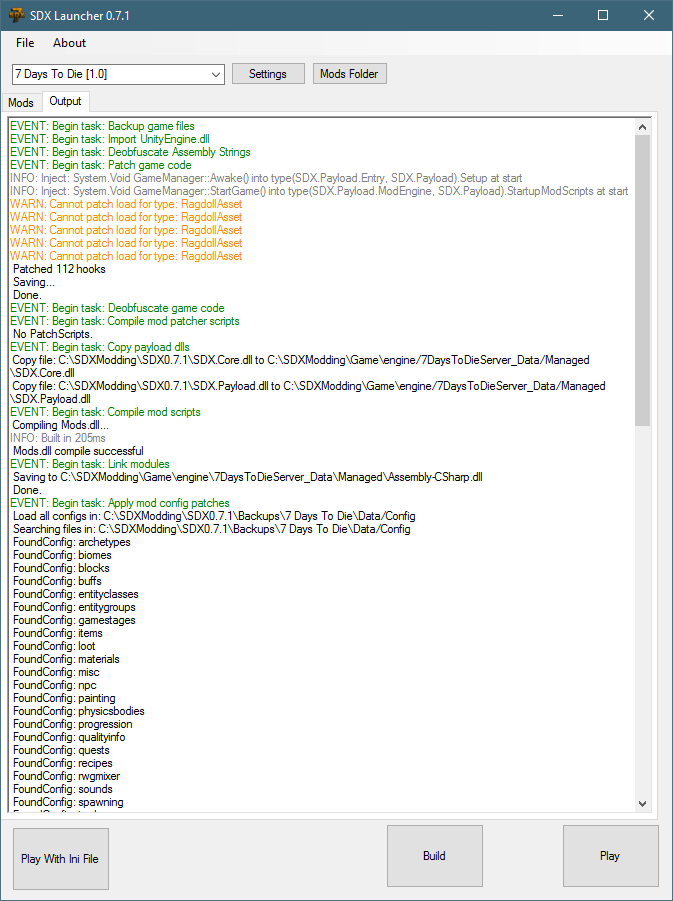 SDX Launcher 0.7.1
File About
7 Days To Die [1.0] Settings Mods Folder
Mods Output
EVENT: Begin task: Backup game files
EVENT: Begin task: Import UnityEngine.dll
EVENT: Begin task: Deobfuscate Assembly Strings
EVENT: Begin task: Patch game code
INFO: Inject: System.Void GameManager::Awake() into type(SDX.Payload.Entry, SDX.Payload).Setup at start
INFO: Inject: System.Void GameManager::StartGame() into type(SDX.Payload.ModEngine, SDX.Payload).StartupModScripts at start
WARN: Cannot patch load for type: RagdollAsset
WARN: Cannot patch load for type: RagdollAsset
WARN: Cannot patch load for type: RagdollAsset
WARN: Cannot patch load for type: RagdollAsset
WARN: Cannot patch load for type: RagdollAsset
Patched 112 hooks
Saving...
Done.
EVENT: Begin task: Deobfuscate game code
EVENT: Begin task: Compile mod patcher scripts
No PatchScripts.
EVENT: Begin task: Copy payload dlls
Copy file: C:\SDXModding\SDX0.7.1\SDX.Core.dll to C:\SDXModding\Game\engine/7DaysToDieServer_Data/Managed
\SDX.Core.dll
Copy file: C:\SDXModding\SDX0.7.1\SDX.Payload.dll to C:\SDXModding\Game\engine/7DaysToDieServer_Data/Managed
\SDX.Payload.dll
EVENT: Begin task: Compile mod scripts
Compiling Mods.dll...
INFO: Built in 205ms
Mods.dll compile successful
EVENT: Begin task: Link modules
Saving to C:\SDXModding\Game\engine\7DaysToDieServer_Data\Managed\Assembly-CSharp.dll
Done.
EVENT: Begin task: Apply mod config patches
Load all configs in: C:\SDXModding\SDX0.7.1\Backups\7 Days To Die\Data/Config
Searching files in: C:\SDXModding\SDX0.7.1\Backups\7 Days To Die\Data/Config
FoundConfig: archetypes
FoundConfig: biomes
FoundConfig: blocks
FoundConfig: buffs
FoundConfig: entityclasses
FoundConfig: entitygroups
FoundConfig: gamestages
FoundConfig: items
FoundConfig: loot
FoundConfig: materials
FoundConfig: misc
FoundConfig: npc
FoundConfig: painting
FoundConfig: physicsbodies
FoundConfig: progression
FoundConfig: qualityinfo
FoundConfig: quests
FoundConfig: recipes
FoundConfig: rwgmixer
FoundConfig: sounds
FoundConfig: spawning
Play With Ini File Build Play